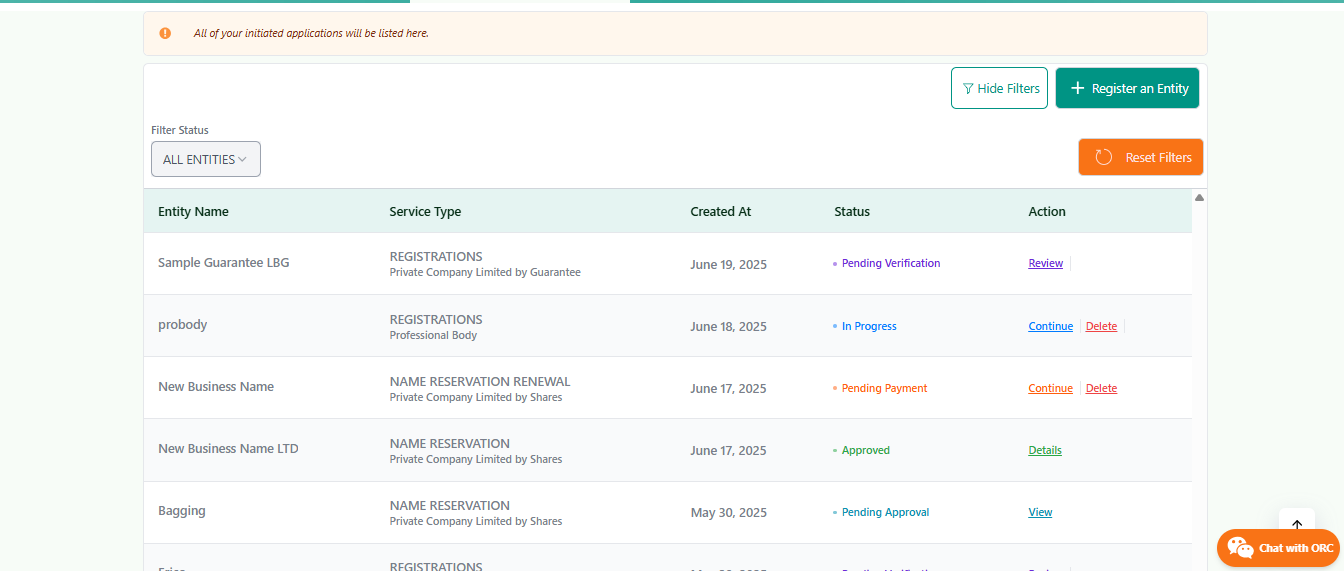 All of your initiated applications will be listed here.
Hide Filters
Register an Entity
Filter Status
ALL ENTITIES
Reset Filters
Entity Name Service Type Created At Status Action
Sample Guarantee LBG
REGISTRATIONS
Private Company Limited by Guarantee
June 19, 2025
Pending Verification
Review
probody
REGISTRATIONS
Professional Body
June 18, 2025
In Progress
Continue Delete
New Business Name
NAME RESERVATION RENEWAL
Private Company Limited by Shares
June 17, 2025
Pending Payment
Continue Delete
New Business Name LTD
NAME RESERVATION
Private Company Limited by Shares
June 17, 2025
Approved
Details
Bagging
NAME RESERVATION
Private Company Limited by Shares
May 30, 2025
Pending Approval
View
REGISTRATIONS
Chat with ORC